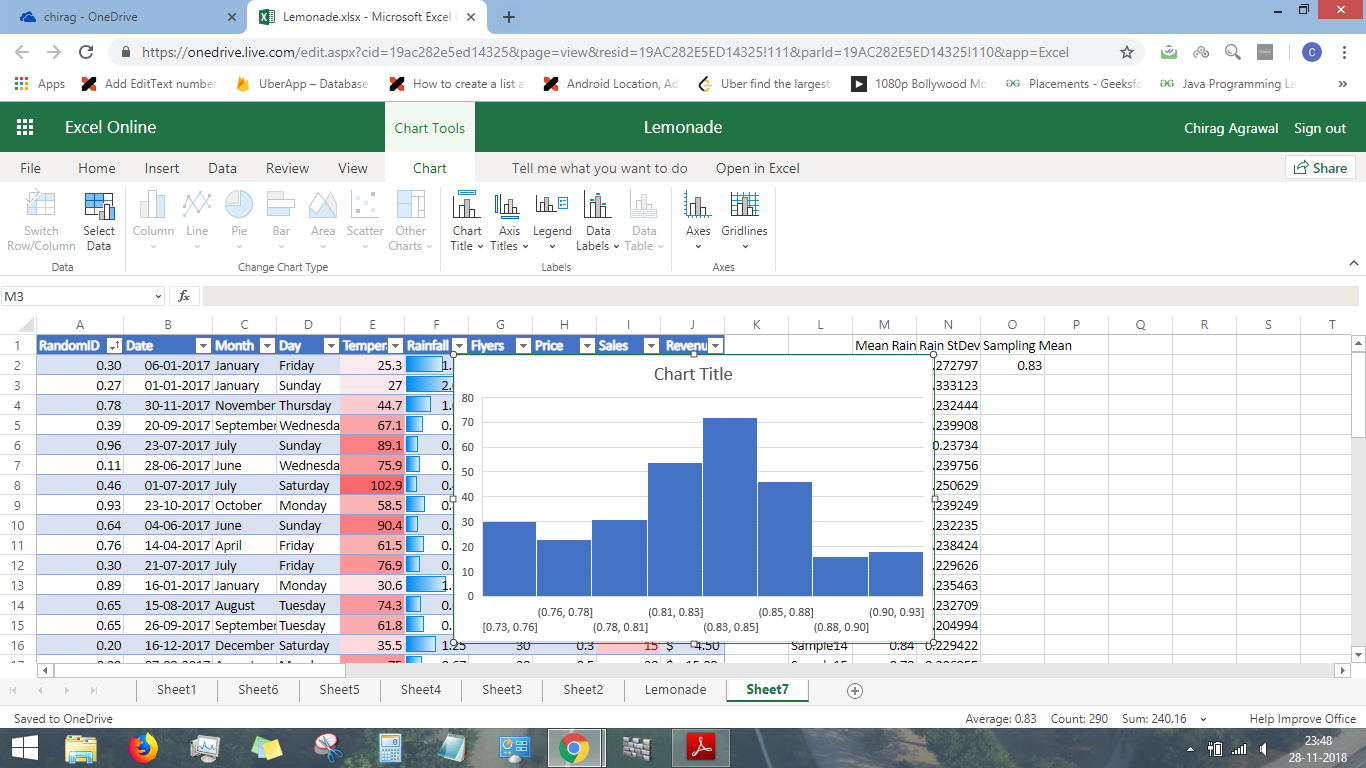 chirag - OneDrive
Lemonade.xlsx - Microsoft Excel
https://onedrive.live.com/edit.aspx?cid=19ac282e5ed14325&page=view&resid=19AC282E5ED14325!111&parId=19AC282E5ED14325!110&app=Excel
C
Apps Add EditText number UberApp – Database How to create a list a Android Location, Ad Uber find the largest 1080p Bollywood Mo Placements - Geeksfo Java Programming La
Excel Online Chart Tools Lemonade Chirag Agrawal Sign out
File Home Insert Data Review View Chart Tell me what you want to do Open in Excel Share
Switch Row/Column Select Data Column Line Pie Bar Area Scatter Other Charts Chart Title Axis Titles Legend Data Labels Data Table Axes Gridlines
Data Change Chart Type Labels Axes
M3 fx
A B C D E F G H I J K L M N O P Q R S T
1 RandomID Date Month Day Temper Rainfall Flyers Price Sales Revenu Mean Rain Rain StDev Sampling Mean
2 0.30 06-01-2017 January Friday 25.3 1. .272797 0.83
3 0.27 01-01-2017 January Sunday 27 2. .333123
4 0.78 30-11-2017 November Thursday 44.7 1. .232444
5 0.39 20-09-2017 September Wednesda 67.1 0. .239908
6 0.96 23-07-2017 July Sunday 89.1 0. 0.23734
7 0.11 28-06-2017 June Wednesda 75.9 0. .239756
8 0.46 01-07-2017 July Saturday 102.9 0. .250629
9 0.93 23-10-2017 October Monday 58.5 0. .239249
10 0.64 04-06-2017 June Sunday 90.4 0. .232235
11 0.76 14-04-2017 April Friday 61.5 0. .238424
12 0.30 21-07-2017 July Friday 76.9 0. .229626
13 0.89 16-01-2017 January Monday 30.6 1. .235463
14 0.65 15-08-2017 August Tuesday 74.3 0. .232709
15 0.65 26-09-2017 September Tuesday 61.8 0. .204994
16 0.20 16-12-2017 December Saturday 35.5 1.25 30 0.3 15 $ 4.50 Sample14 0.84 0.229422
Chart Title
80
70
60
50
40
30
20
10
0
(0.76, 0.78] (0.81, 0.83] (0.85, 0.88] (0.90, 0.93]
[0.73, 0.76] (0.78, 0.81] (0.83, 0.85] (0.88, 0.90]
Sheet1 Sheet6 Sheet5 Sheet4 Sheet3 Sheet2 Lemonade Sheet7
Saved to OneDrive Average: 0.83 Count: 290 Sum: 240.16 Help Improve Office
23:48
28-11-2018